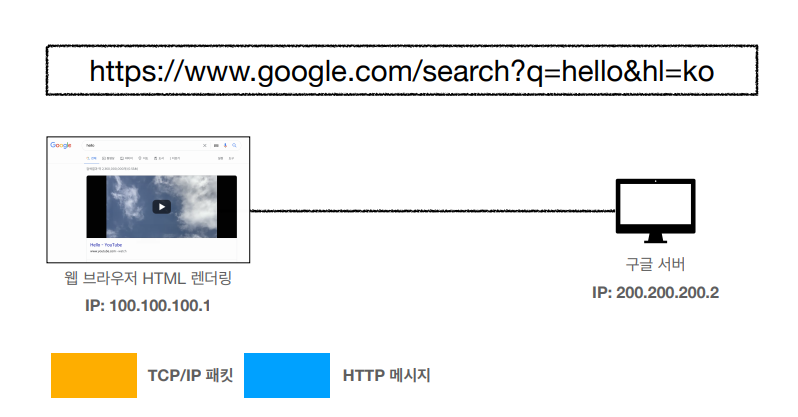 https://www.google.com/search?q=hello&hl=ko
Google
hello
Hello - YouTube
웹 브라우저 HTML 렌더링
IP: 100.100.100.1
구글 서버
IP: 200.200.200.2
TCP/IP 패킷
HTTP 메시지